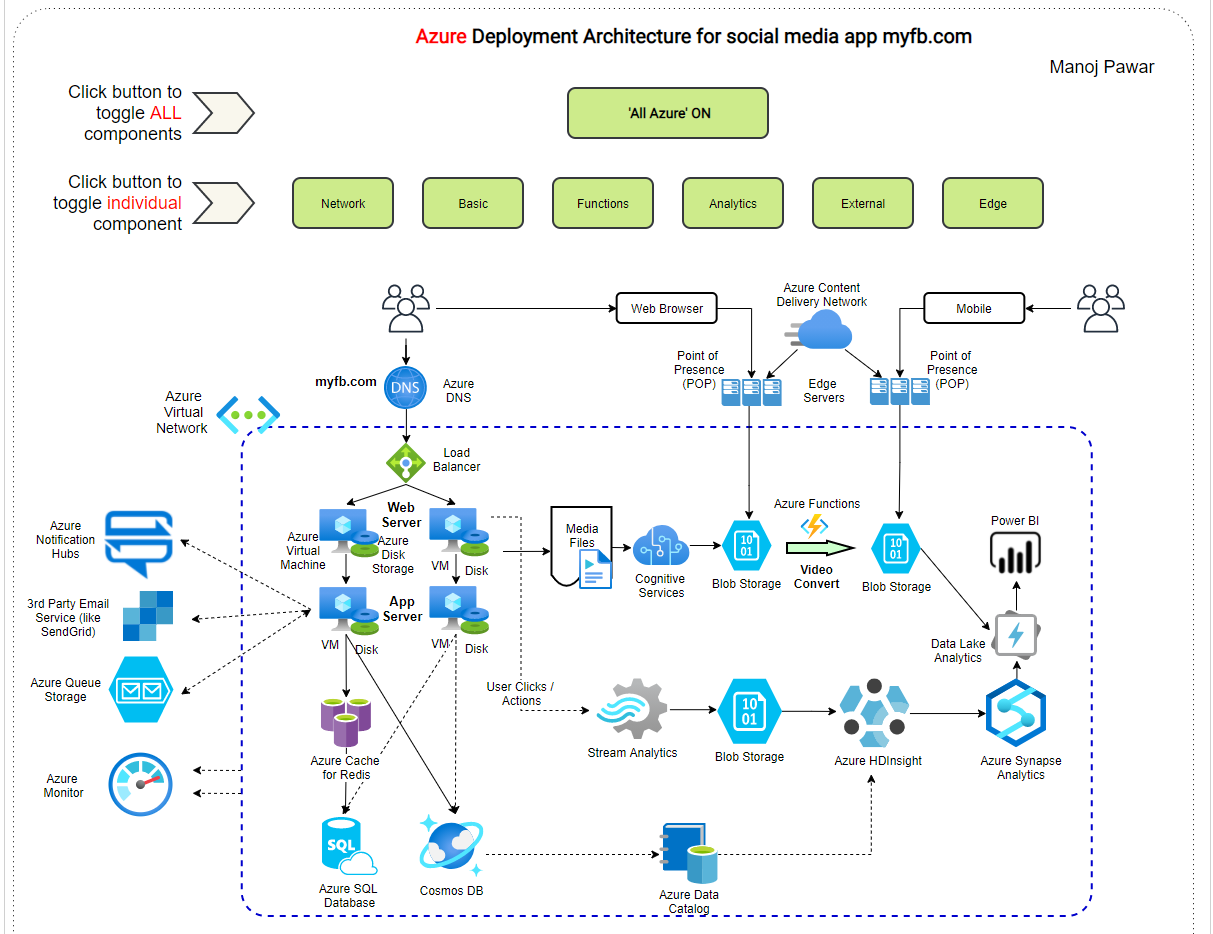 Azure Deployment Architecture for social media app myfb.com
Manoj Pawar
Click button to
toggle ALL
components
'All Azure' ON
Click button to
toggle individual
component
Network
Basic
Functions
Analytics
External
Edge
Web Browser
Azure Content
Delivery Network
Mobile
Point of
Presence
(POP)
Edge
Servers
Point of
Presence
(POP)
myfb.com
DNS
Azure
DNS
Azure
Virtual
Network
Load
Balancer
Azure
Notification
Hubs
Azure
Virtual
Machine
Web
Server
Azure
Disk
Storage
VM
Disk
Media
Files
Cognitive
Services
10
01
Blob Storage
Azure Functions
Video
Convert
10
01
Blob Storage
Power BI
3rd Party Email
Service (like
SendGrid)
App
Server
VM
Disk
VM
Disk
Data Lake
Analytics
Azure Queue
Storage
User Clicks /
Actions
Stream Analytics
10
01
Blob Storage
Azure HDInsight
Azure Synapse
Analytics
Azure Cache
for Redis
Azure
Monitor
SQL
Azure SQL
Database
Cosmos DB
Azure Data
Catalog